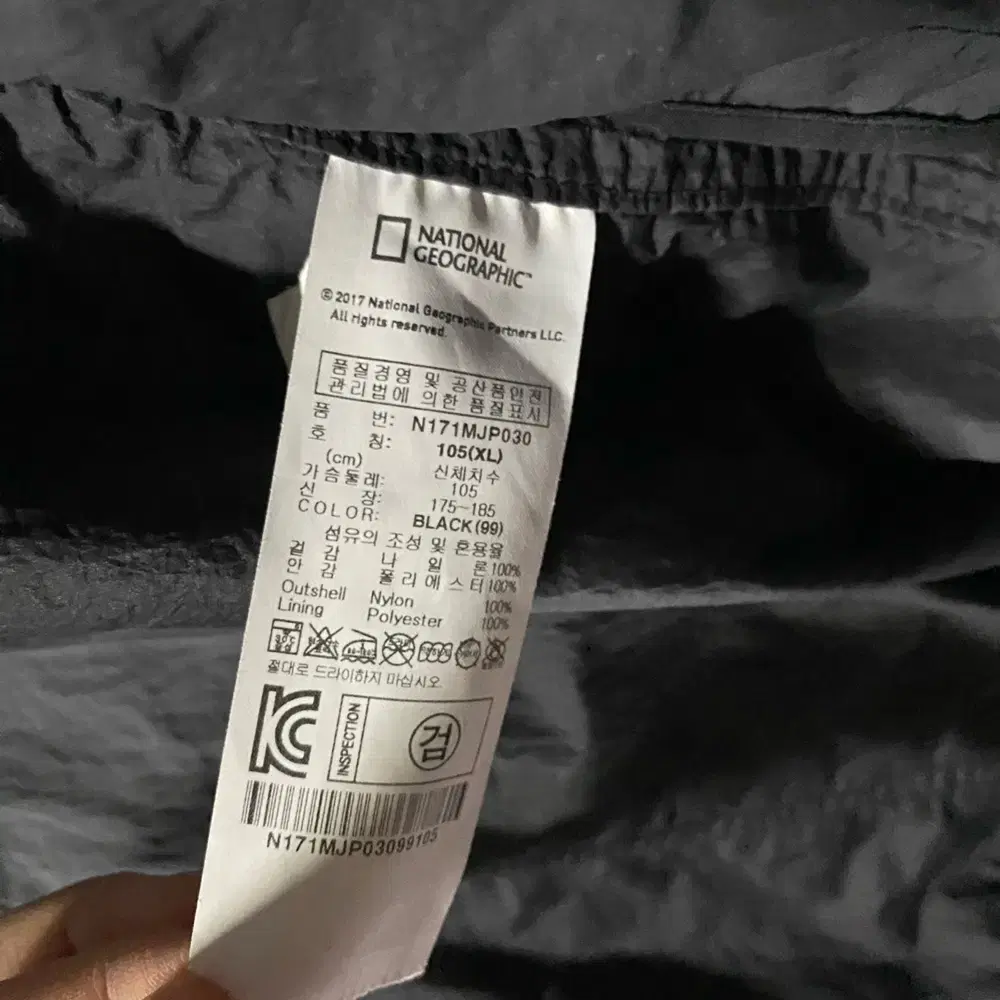 NATIONAL
GEOGRAPHIC™
© 2017 National Geographic Partners LLC.
All rights reserved.
품질경영 및 공산품안전
관리법에 의한 품질표시
품 번: N171MJP030
호 칭: 105(XL)
(cm) 신체치수
가슴둘레: 105
신 장: 175~185
COLOR: BLACK(99)
섬유의 조성 및 혼용율
겉 감 나 일 론 100%
안 감 폴 리 에 스 터 100%
Outshell Nylon 100%
Lining Polyester 100%
30℃
절대로 드라이하지 마십시오.
KC
INSPECTION
검
N171MJP03099105